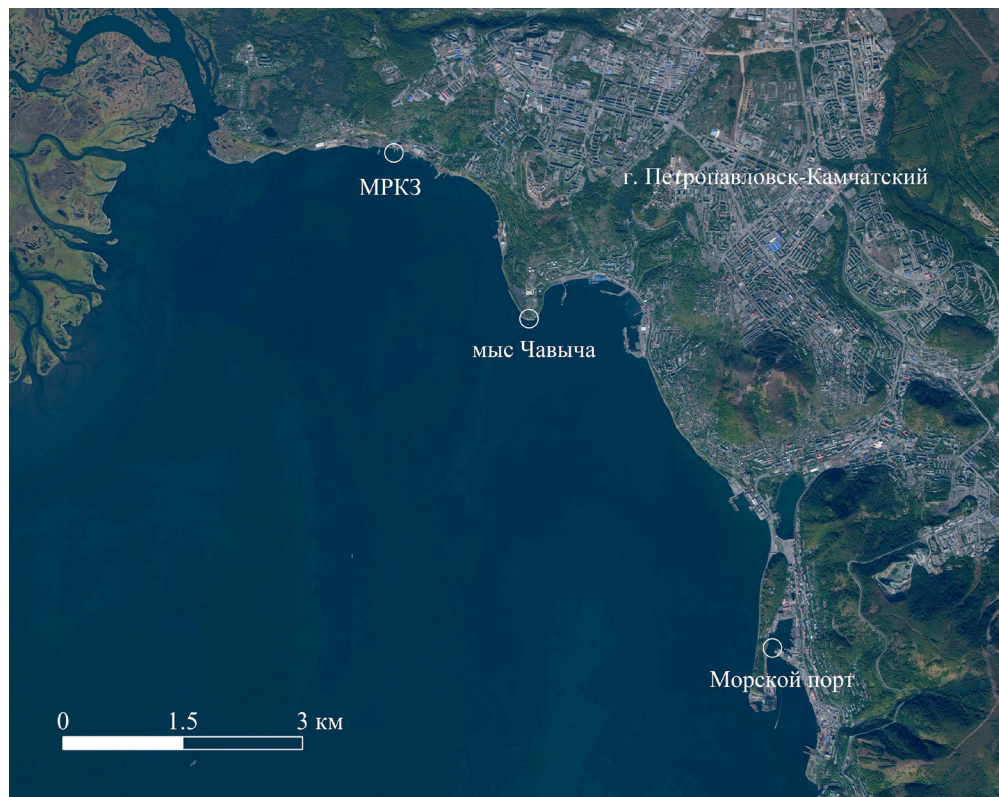 МРКЗ
г. Петропавловск-Камчатский
мыс Чавыча
Морской порт
0 1.5 3 км